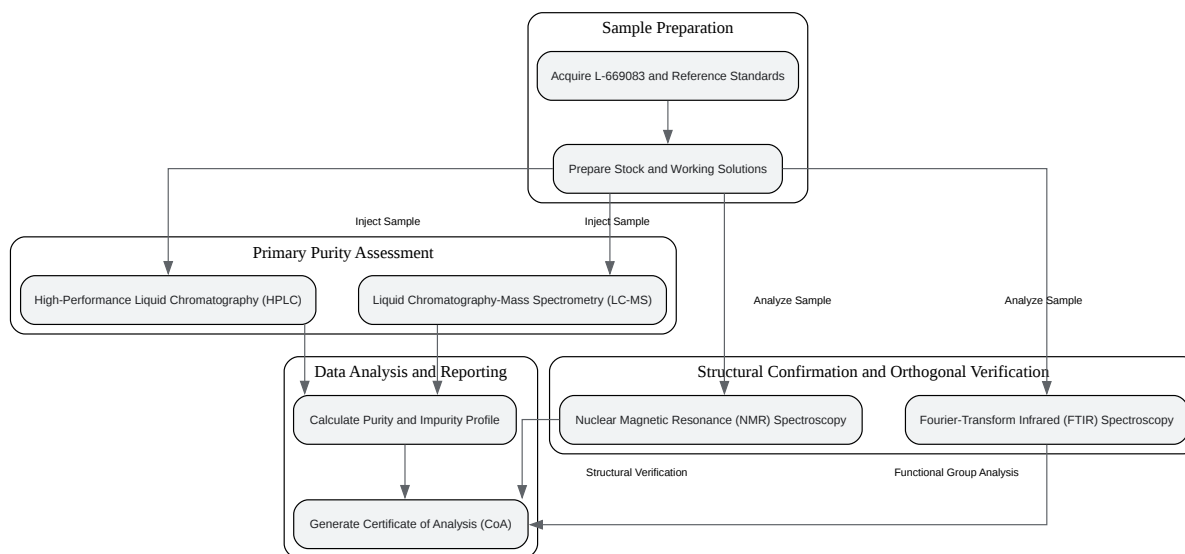 Sample Preparation
Acquire L-669083 and Reference Standards
Prepare Stock and Working Solutions
Inject Sample
Inject Sample
Primary Purity Assessment
High-Performance Liquid Chromatography (HPLC)
Liquid Chromatography-Mass Spectrometry (LC-MS)
Analyze Sample
Analyze Sample
Data Analysis and Reporting
Structural Confirmation and Orthogonal Verification
Calculate Purity and Impurity Profile
Nuclear Magnetic Resonance (NMR) Spectroscopy
Fourier-Transform Infrared (FTIR) Spectroscopy
Structural Verification
Functional Group Analysis
Generate Certificate of Analysis (CoA)